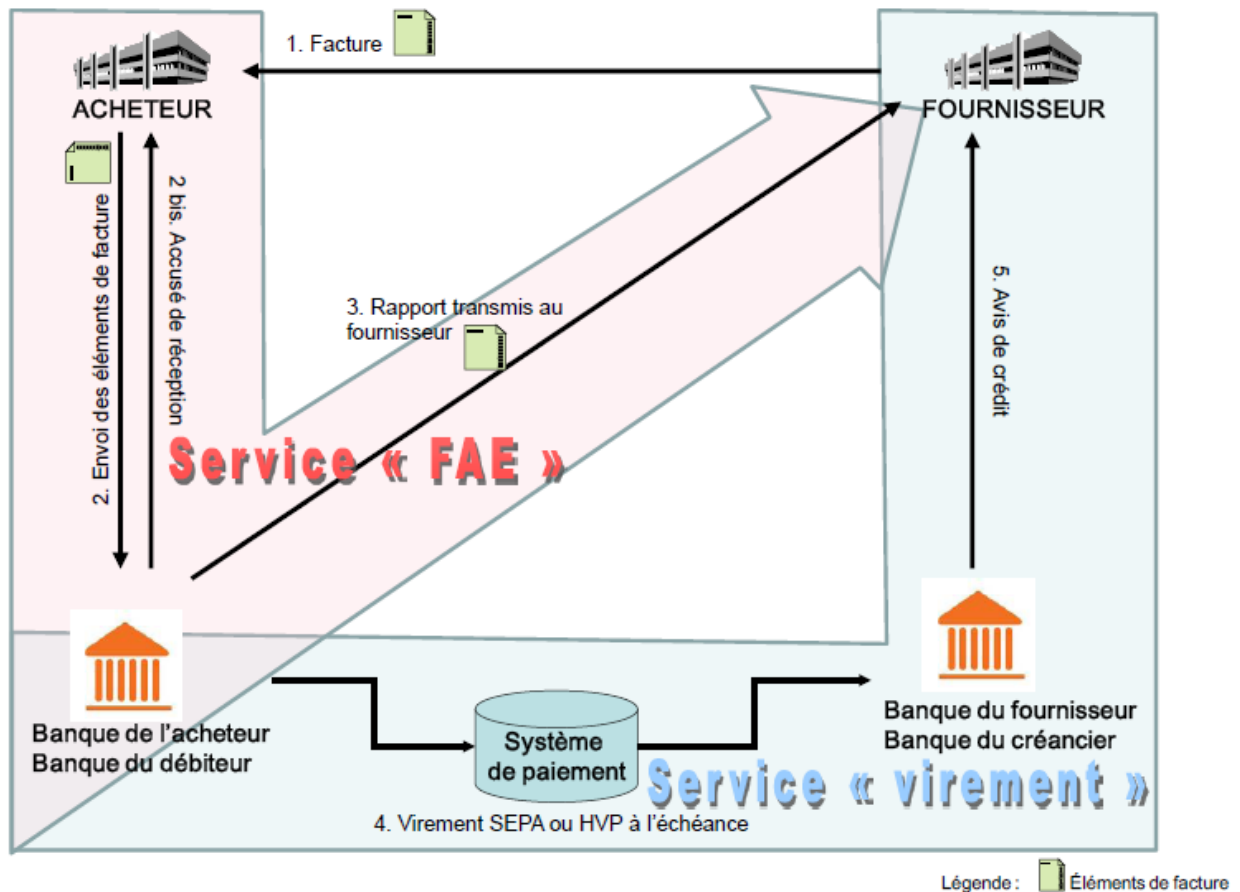 1. Facture
ACHETEUR
FOURNISSEUR
2. Envoi des éléments de facture
2 bis. Accusé de réception
3. Rapport transmis au
fournisseur
5. Avis de crédit
Service « FAE »
Banque de l'acheteur
Banque du débiteur
Système
de paiement
Banque du fournisseur
Banque du créancier
Service « virement »
4. Virement SEPA ou HVP à l'échéance
Légende : Éléments de facture